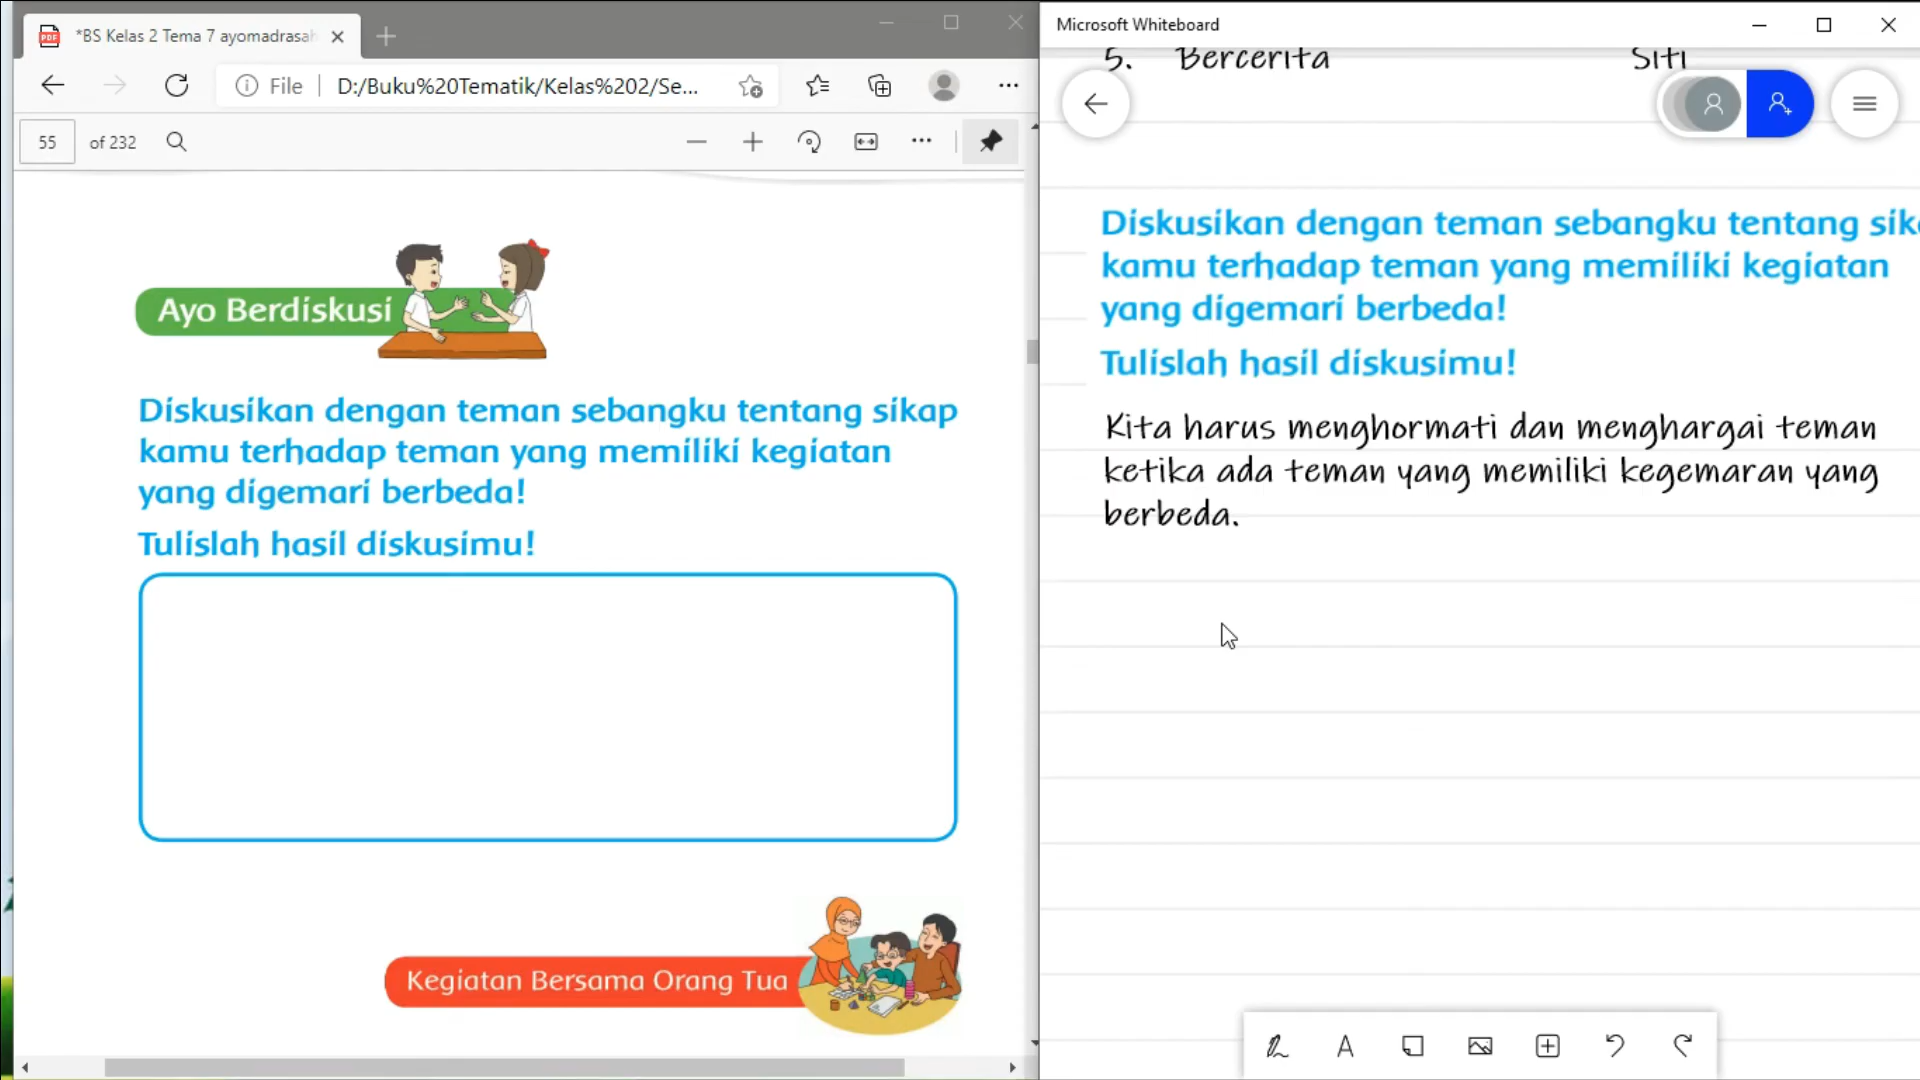 *BS Kelas 2 Tema 7 ayomadrasah
File
D:/Buku%20Tematik/Kelas%202/Se...
55
of 232
Ayo Berdiskusi
Diskusikan dengan teman sebangku tentang sikap
kamu terhadap teman yang memiliki kegiatan
yang digemari berbeda!
Tulislah hasil diskusimu!
Kegiatan Bersama Orang Tua
Microsoft Whiteboard
5. Bercerita Siti
Diskusikan dengan teman sebangku tentang sik
kamu terhadap teman yang memiliki kegiatan
yang digemari berbeda!
Tulislah hasil diskusimu!
Kita harus menghormati dan menghargai teman
ketika ada teman yang memiliki kegemaran yang
berbeda.